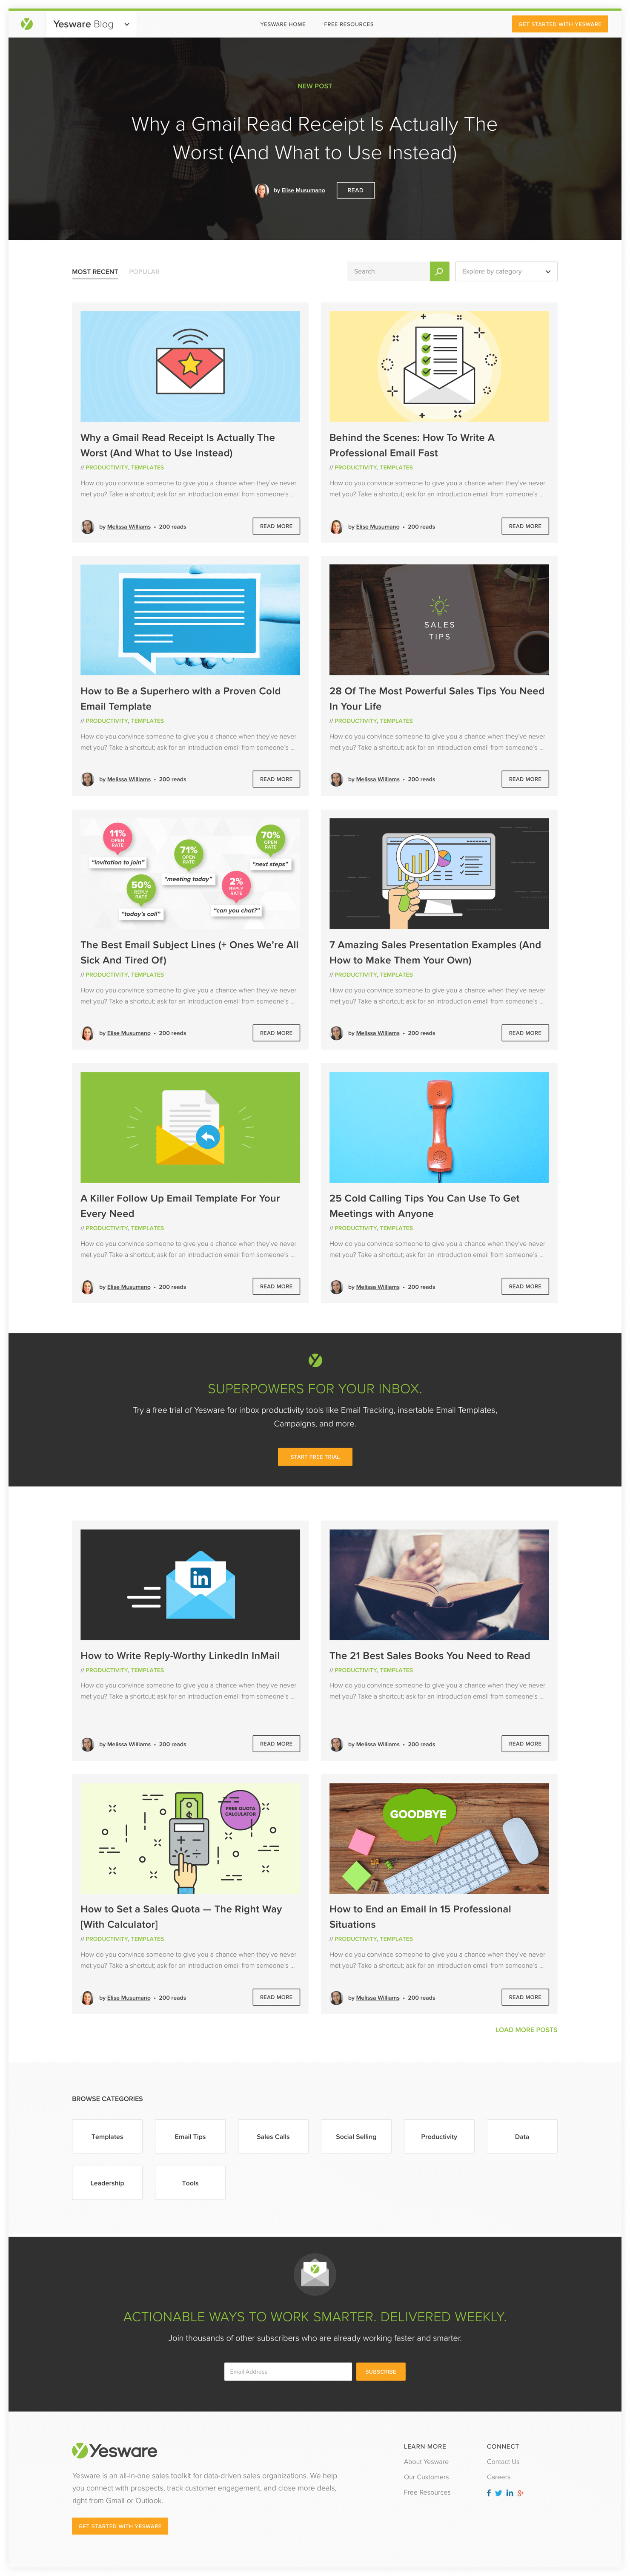 Yesware Blog
YESWARE HOME
FREE RESOURCES
GET STARTED WITH YESWARE
NEW POST
Why a Gmail Read Receipt Is Actually The
Worst (And What to Use Instead)
by Elise Musumano
READ
MOST RECENT
POPULAR
Search
Explore by category
Why a Gmail Read Receipt Is Actually The
Worst (And What to Use Instead)
// PRODUCTIVITY, TEMPLATES
How do you convince someone to give you a chance when they've never
met you? Take a shortcut; ask for an introduction email from someone's ...
by Melissa Williams • 200 reads
READ MORE
Behind the Scenes: How To Write A
Professional Email Fast
// PRODUCTIVITY, TEMPLATES
How do you convince someone to give you a chance when they've never
met you? Take a shortcut; ask for an introduction email from someone's ...
by Elise Musumano • 200 reads
READ MORE
How to Be a Superhero with a Proven Cold
Email Template
// PRODUCTIVITY, TEMPLATES
How do you convince someone to give you a chance when they've never
met you? Take a shortcut; ask for an introduction email from someone's ...
by Melissa Williams • 200 reads
READ MORE
SALES
TIPS
28 Of The Most Powerful Sales Tips You Need
In Your Life
// PRODUCTIVITY, TEMPLATES
How do you convince someone to give you a chance when they've never
met you? Take a shortcut; ask for an introduction email from someone's ...
by Melissa Williams • 200 reads
READ MORE
11%
OPEN
RATE
"invitation to join"
71%
OPEN
RATE
"meeting today"
70%
OPEN
RATE
"next steps"
50%
REPLY
RATE
"today's call"
2%
REPLY
RATE
"can you chat?"
The Best Email Subject Lines (+ Ones We're All
Sick And Tired Of)
// PRODUCTIVITY, TEMPLATES
How do you convince someone to give you a chance when they've never
met you? Take a shortcut; ask for an introduction email from someone's ...
by Elise Musumano • 200 reads
READ MORE
7 Amazing Sales Presentation Examples (And
How to Make Them Your Own)
// PRODUCTIVITY, TEMPLATES
How do you convince someone to give you a chance when they've never
met you? Take a shortcut; ask for an introduction email from someone's ...
by Melissa Williams • 200 reads
READ MORE
A Killer Follow Up Email Template For Your
Every Need
// PRODUCTIVITY, TEMPLATES
How do you convince someone to give you a chance when they've never
met you? Take a shortcut; ask for an introduction email from someone's ...
by Elise Musumano • 200 reads
READ MORE
25 Cold Calling Tips You Can Use To Get
Meetings with Anyone
// PRODUCTIVITY, TEMPLATES
How do you convince someone to give you a chance when they've never
met you? Take a shortcut; ask for an introduction email from someone's ...
by Melissa Williams • 200 reads
READ MORE
SUPERPOWERS FOR YOUR INBOX.
Try a free trial of Yesware for inbox productivity tools like Email Tracking, insertable Email Templates,
Campaigns, and more.
START FREE TRIAL
in
How to Write Reply-Worthy LinkedIn InMail
// PRODUCTIVITY, TEMPLATES
How do you convince someone to give you a chance when they've never
met you? Take a shortcut; ask for an introduction email from someone's ...
by Melissa Williams • 200 reads
READ MORE
The 21 Best Sales Books You Need to Read
// PRODUCTIVITY, TEMPLATES
How do you convince someone to give you a chance when they've never
met you? Take a shortcut; ask for an introduction email from someone's ...
by Melissa Williams • 200 reads
READ MORE
FREE QUOTA
CALCULATOR
How to Set a Sales Quota — The Right Way
[With Calculator]
// PRODUCTIVITY, TEMPLATES
How do you convince someone to give you a chance when they've never
met you? Take a shortcut; ask for an introduction email from someone's ...
by Elise Musumano • 200 reads
READ MORE
GOODBYE
How to End an Email in 15 Professional
Situations
// PRODUCTIVITY, TEMPLATES
How do you convince someone to give you a chance when they've never
met you? Take a shortcut; ask for an introduction email from someone's ...
by Melissa Williams • 200 reads
READ MORE
LOAD MORE POSTS
BROWSE CATEGORIES
Templates
Email Tips
Sales Calls
Social Selling
Productivity
Data
Leadership
Tools
ACTIONABLE WAYS TO WORK SMARTER. DELIVERED WEEKLY.
Join thousands of other subscribers who are already working faster and smarter.
Email Address
SUBSCRIBE
Yesware
Yesware is an all-in-one sales toolkit for data-driven sales organizations. We help
you connect with prospects, track customer engagement, and close more deals,
right from Gmail or Outlook.
GET STARTED WITH YESWARE
LEARN MORE
About Yesware
Our Customers
Free Resources
CONNECT
Contact Us
Careers